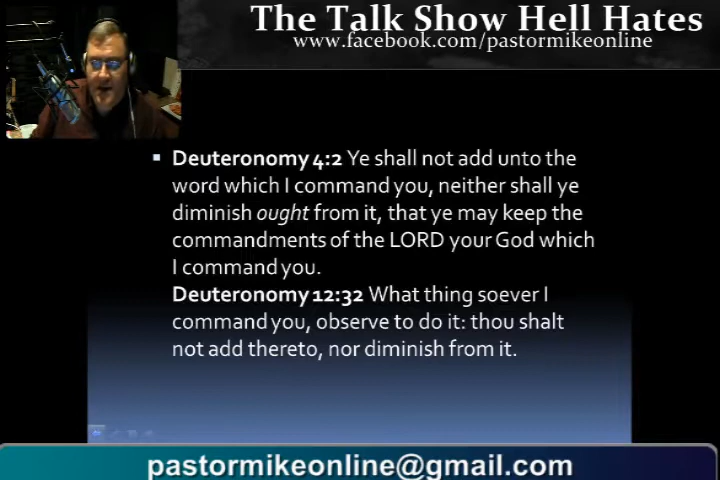 The Talk Show Hell Hates
www.facebook.com/pastormikeonline
Deuteronomy 4:2 Ye shall not add unto the
word which I command you, neither shall ye
diminish ought from it, that ye may keep the
commandments of the LORD your God which
I command you.
Deuteronomy 12:32 What thing soever I
command you, observe to do it: thou shalt
not add thereto, nor diminish from it.
pastormikeonline@gmail.com